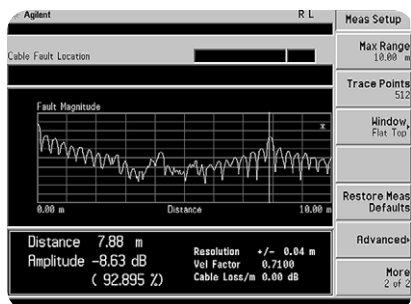 Agilent R L Meas Setup
Cable Fault Location
Max Range
10.00 m
Trace Points
512
Window
Flat Top
Restore Meas
Defaults
Advanced
More
2 of 2
Fault Magnitude
x
0.00 m Distance 10.00 m
Distance 7.88 m
Amplitude -8.63 dB
( 92.895 %)
Resolution +/- 0.04 m
Vel Factor 0.7100
Cable Loss/m 0.00 dB